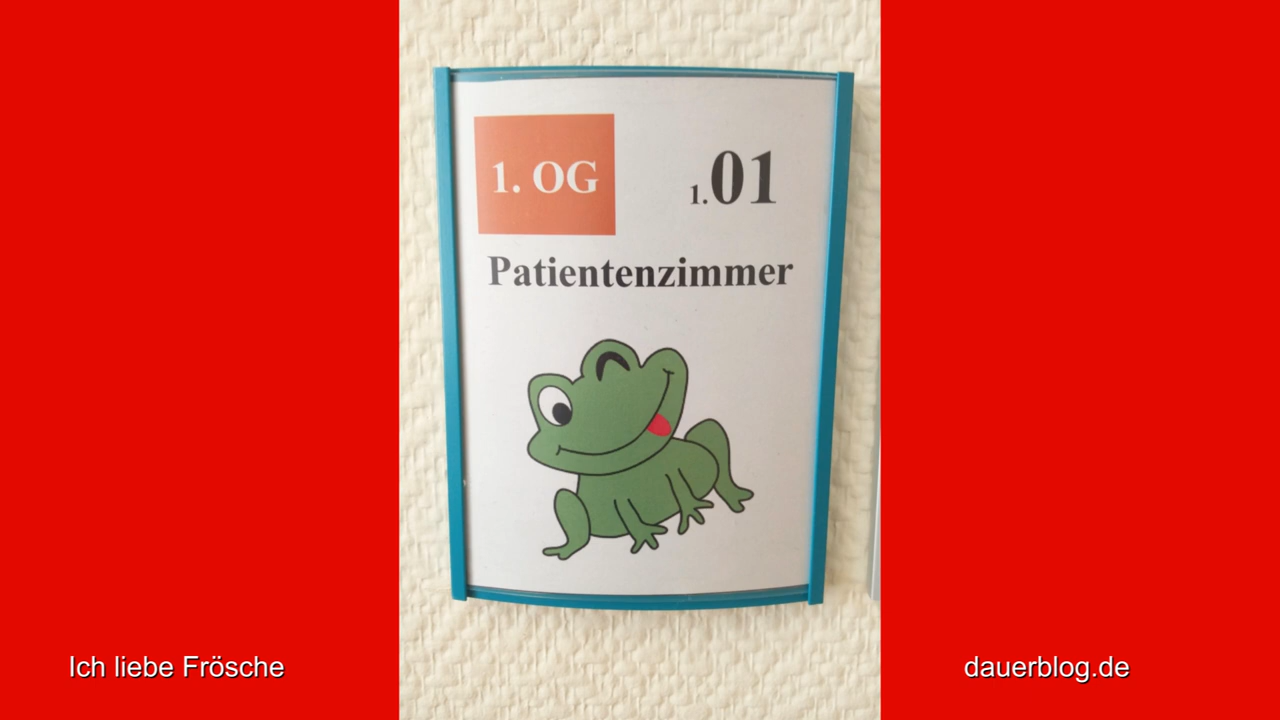 1. OG
1.01
Patientenzimmer
Ich liebe Frösche
dauerblog.de